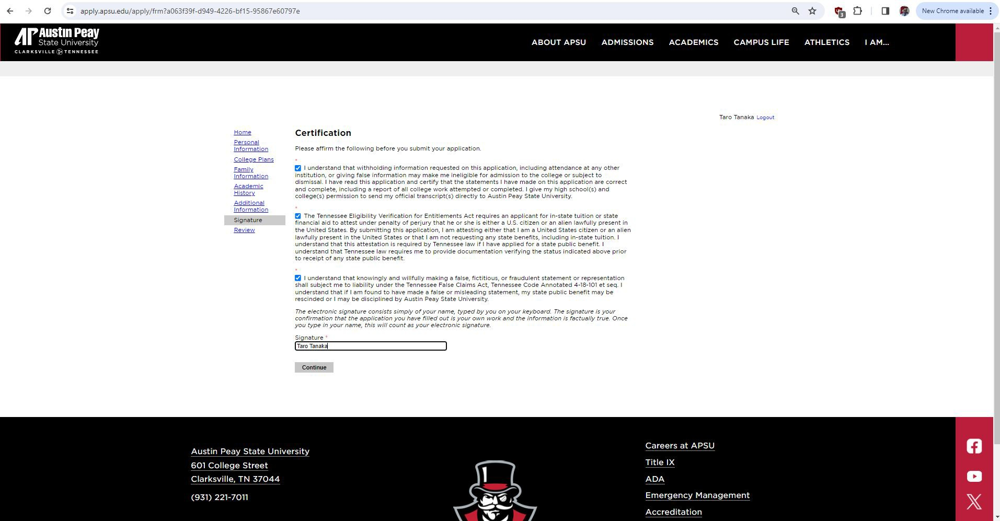 apply.apsu.edu/apply/frm?a063f39f-d949-4226-bf15-95867e60797e
3
New Chrome available
AP Austin Peay
State University
CLARKSVILLE TENNESSEE
ABOUT APSU
ADMISSIONS
ACADEMICS
CAMPUS LIFE
ATHLETICS
I AM...
Taro Tanaka Logout
Home
Personal
Information
College Plans
Family
Information
Academic
History
Additional
Information
Signature
Review
Certification
Please affirm the following before you submit your application.
*
I understand that withholding information requested on this application, including attendance at any other
institution, or giving false information may make me ineligible for admission to the college or subject to
dismissal. I have read this application and certify that the statements I have made on this application are correct
and complete, including a report of all college work attempted or completed. I give my high school(s) and
college(s) permission to send my official transcript(s) directly to Austin Peay State University.
*
The Tennessee Eligibility Verification for Entitlements Act requires an applicant for in-state tuition or state
financial aid to attest under penalty of perjury that he or she is either a U.S. citizen or an alien lawfully present in
the United States. By submitting this application, I am attesting either that I am a United States citizen or an alien
lawfully present in the United States or that I am not requesting any state benefits, including in-state tuition. I
understand that this attestation is required by Tennessee law if I have applied for a state public benefit. I
understand that Tennessee law requires me to provide documentation verifying the status indicated above prior
to receipt of any state public benefit.
*
I understand that knowingly and willfully making a false, fictitious, or fraudulent statement or representation
shall subject me to liability under the Tennessee False Claims Act, Tennessee Code Annotated 4-18-101 et seq. I
understand that if I am found to have made a false or misleading statement, my state public benefit may be
rescinded or I may be disciplined by Austin Peay State University.
The electronic signature consists simply of your name, typed by you on your keyboard. The signature is your
confirmation that the application you have filled out is your own work and the information is factually true. Once
you type in your name, this will count as your electronic signature.
Signature *
Taro Tanaka
Continue
Austin Peay State University
601 College Street
Clarksville, TN 37044
(931) 221-7011
Careers at APSU
Title IX
ADA
Emergency Management
Accreditation